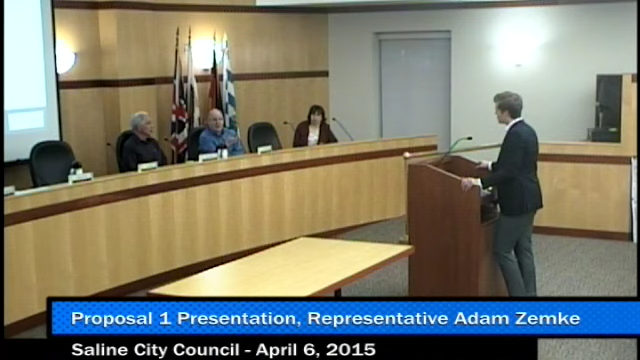 Proposal 1 Presentation, Representative Adam Zemke
Saline City Council - April 6, 2015